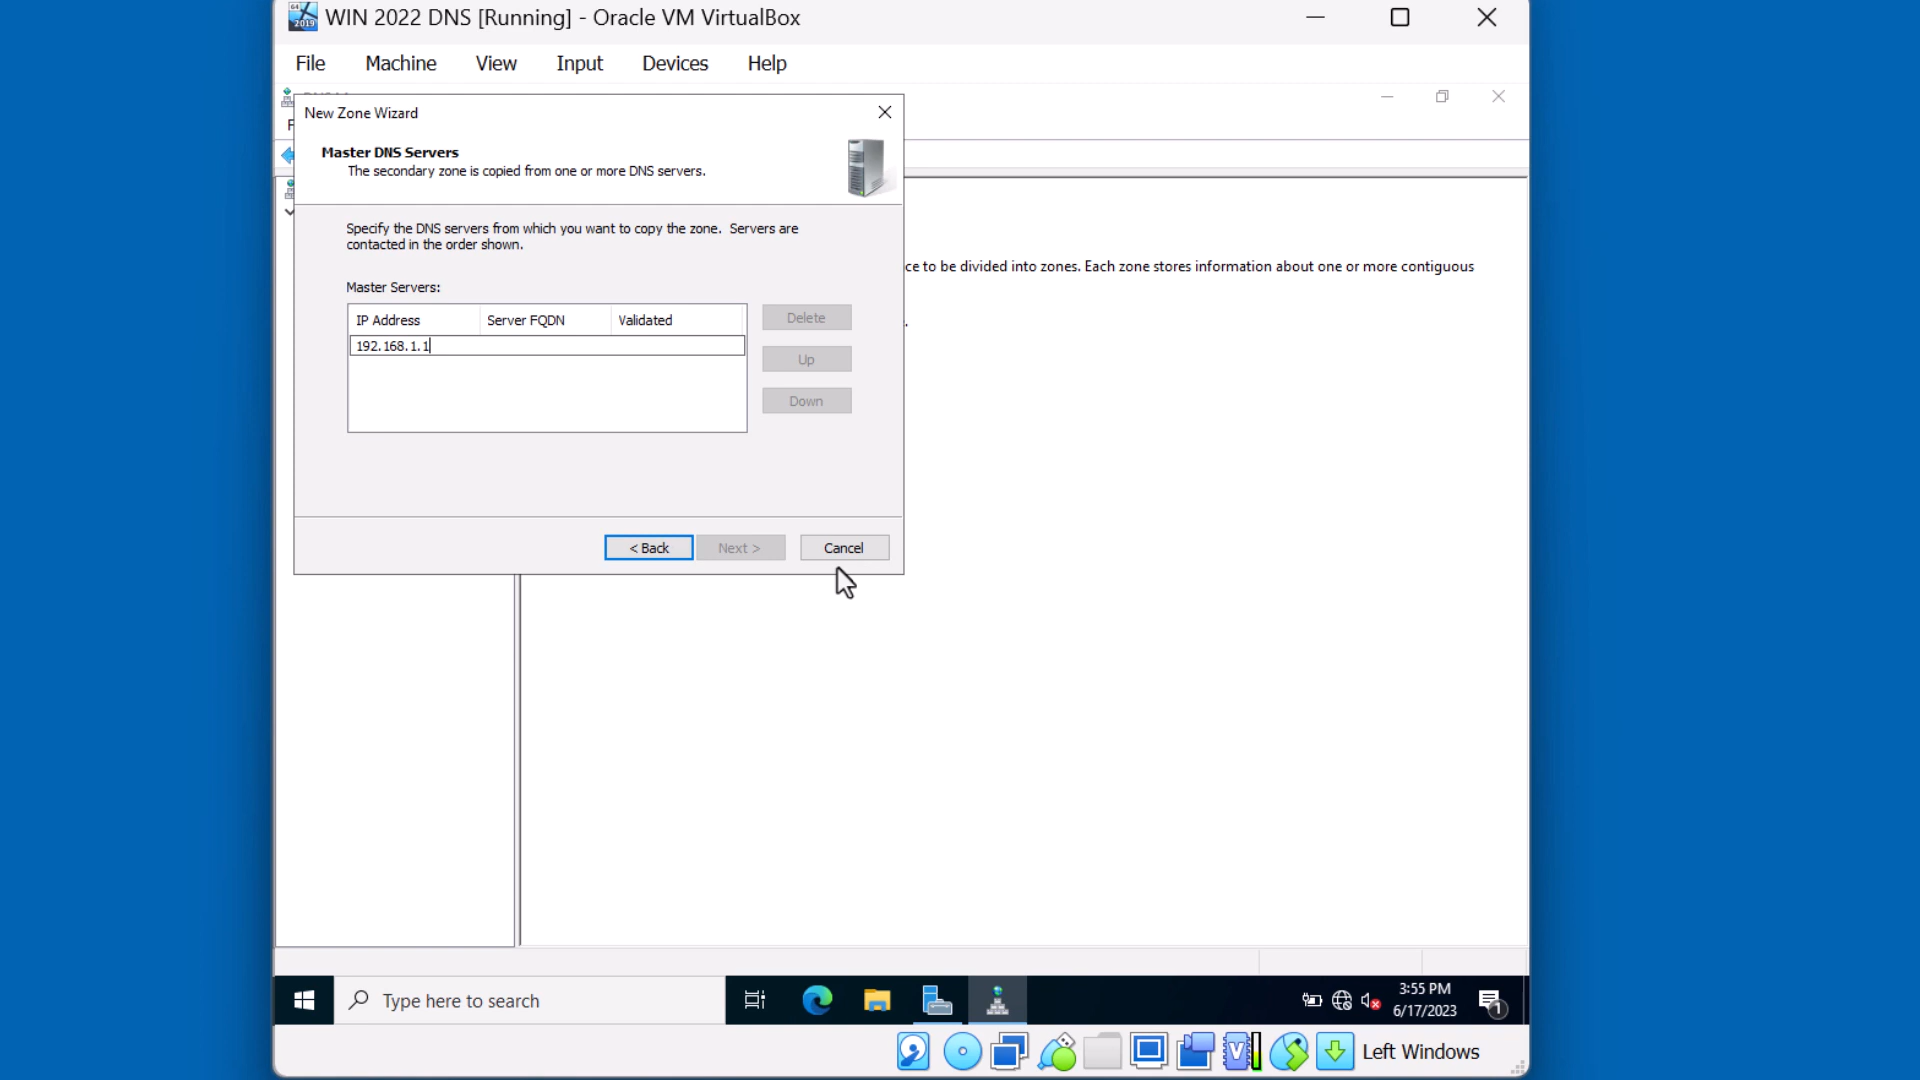 WIN 2022 DNS [Running] - Oracle VM VirtualBox
File Machine View Input Devices Help
New Zone Wizard
Master DNS Servers
The secondary zone is copied from one or more DNS servers.
Specify the DNS servers from which you want to copy the zone. Servers are
contacted in the order shown.
ce to be divided into zones. Each zone stores information about one or more contiguous
Master Servers:
IP Address Server FQDN Validated
192.168.1.1
Delete
Up
Down
< Back Next > Cancel
Type here to search
3:55 PM
6/17/2023
1
Left Windows